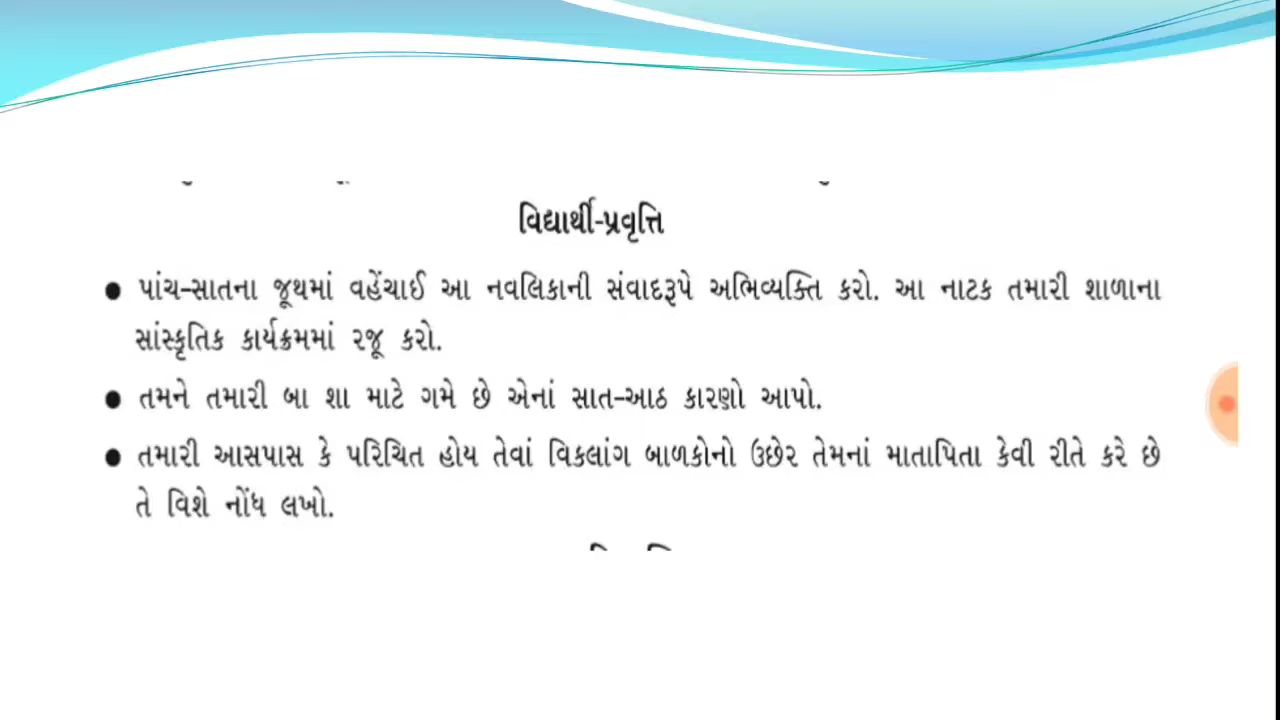 વિદ્યાર્થી-પ્રવૃત્તિ
● પાંચ-સાતના જૂથમાં વહેંચાઈ આ નવલિકાની સંવાદરૂપે અભિવ્યક્તિ કરો. આ નાટક તમારી શાળાના
સાંસ્કૃતિક કાર્યક્રમમાં રજૂ કરો.
● તમને તમારી બા શા માટે ગમે છે એનાં સાત-આઠ કારણો આપો.
● તમારી આસપાસ કે પરિચિત હોય તેવાં વિકલાંગ બાળકોનો ઉછેર તેમનાં માતાપિતા કેવી રીતે કરે છે
તે વિશે નોંધ લખો.